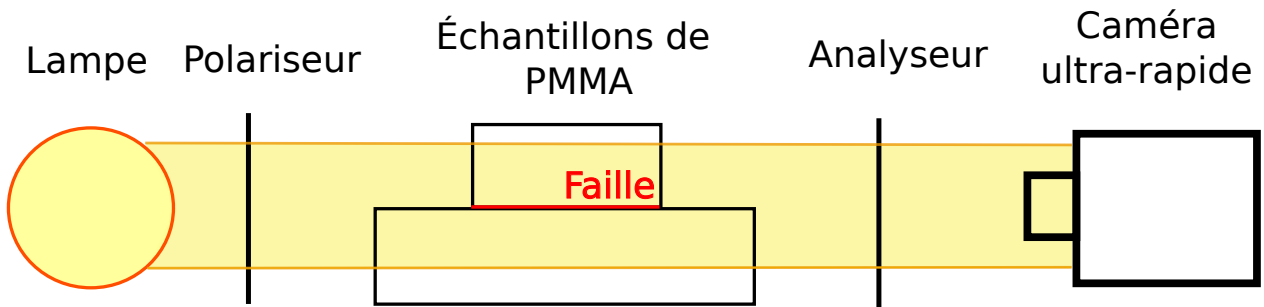 Lampe
Polariseur
Échantillons de
PMMA
Analyseur
Caméra
ultra-rapide
Faille